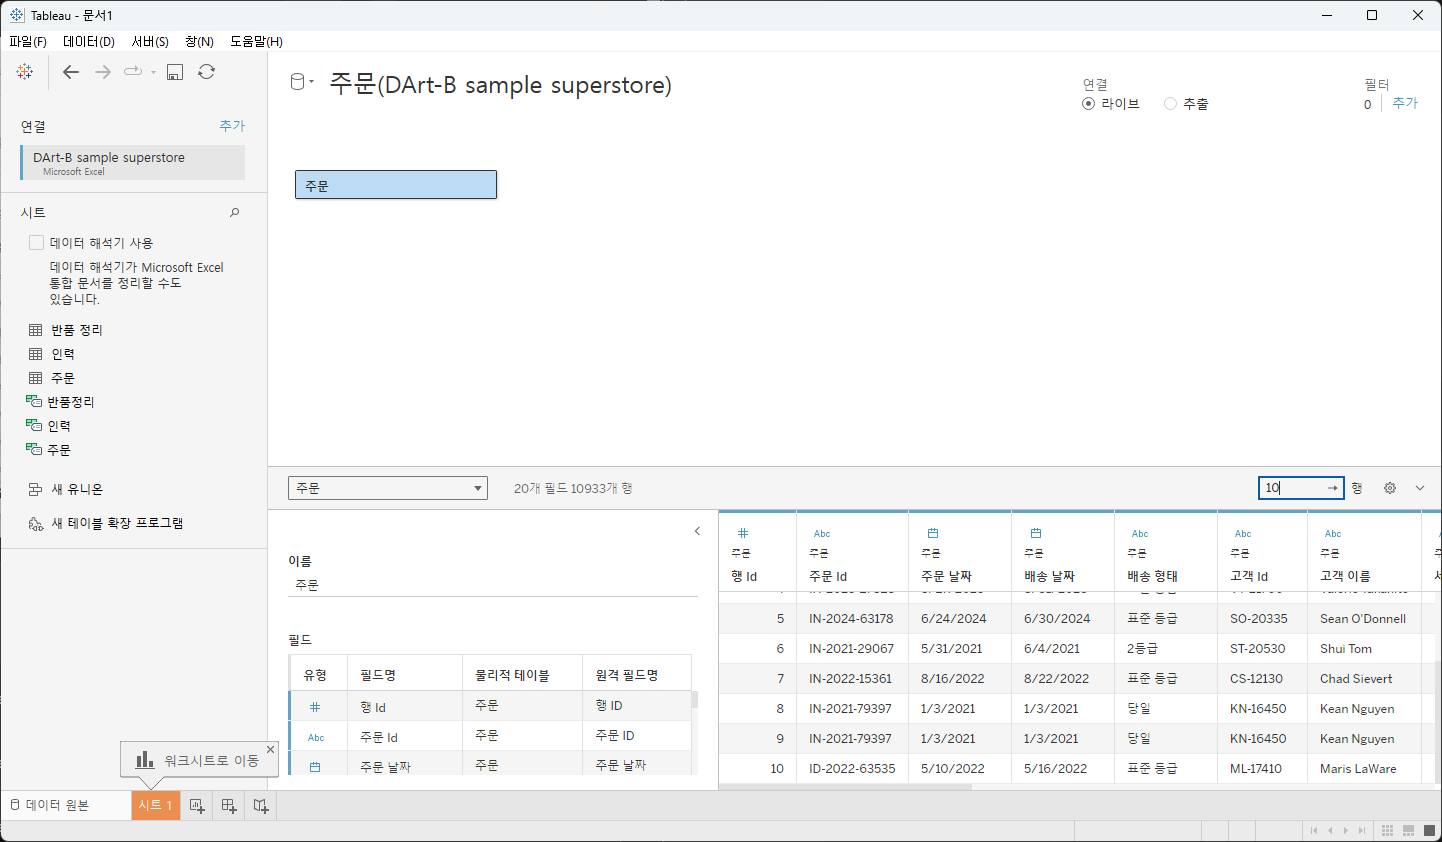 Tableau - 문서1
파일(F) 데이터(D) 서버(S) 창(N) 도움말(H)
연결 추가
DArt-B sample superstore
Microsoft Excel
시트
데이터 해석기 사용
데이터 해석기가 Microsoft Excel
통합 문서를 정리할 수도
있습니다.
반품 정리
인력
주문
반품정리
인력
주문
새 유니온
새 테이블 확장 프로그램
주문(DArt-B sample superstore)
연결
라이브 추출
필터
0 추가
주문
주문 20개 필드 10933개 행 10 행
이름
주문
필드
유형 필드명 물리적 테이블 원격 필드명
# 행 Id 주문 행 ID
Abc 주문 Id 주문 주문 ID
주문 날짜 주문 주문 날짜
# Abc Abc Abc Abc
주문 주문 주문 주문 주문 주문 주문
행 Id 주문 Id 주문 날짜 배송 날짜 배송 형태 고객 Id 고객 이름
5 IN-2024-63178 6/24/2024 6/30/2024 표준 등급 SO-20335 Sean O'Donnell
6 IN-2021-29067 5/31/2021 6/4/2021 2등급 ST-20530 Shui Tom
7 IN-2022-15361 8/16/2022 8/22/2022 표준 등급 CS-12130 Chad Sievert
8 IN-2021-79397 1/3/2021 1/3/2021 당일 KN-16450 Kean Nguyen
9 IN-2021-79397 1/3/2021 1/3/2021 당일 KN-16450 Kean Nguyen
10 ID-2022-63535 5/10/2022 5/16/2022 표준 등급 ML-17410 Maris LaWare
워크시트로 이동
데이터 원본 시트 1